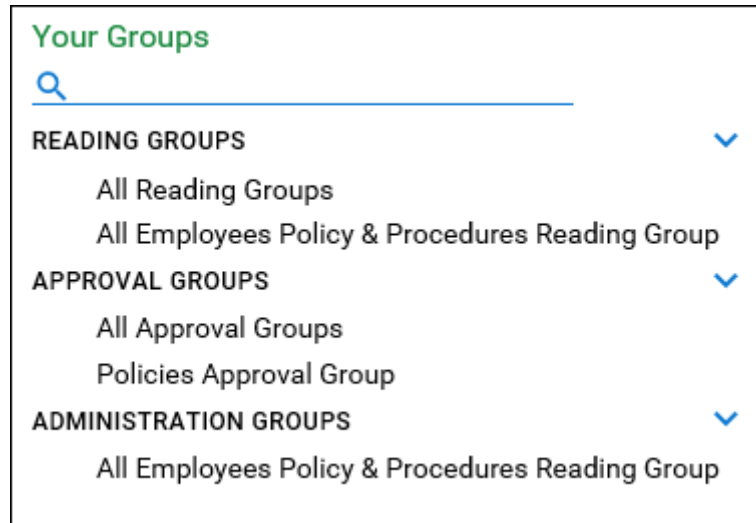 Your Groups
READING GROUPS
All Reading Groups
All Employees Policy & Procedures Reading Group
APPROVAL GROUPS
All Approval Groups
Policies Approval Group
ADMINISTRATION GROUPS
All Employees Policy & Procedures Reading Group